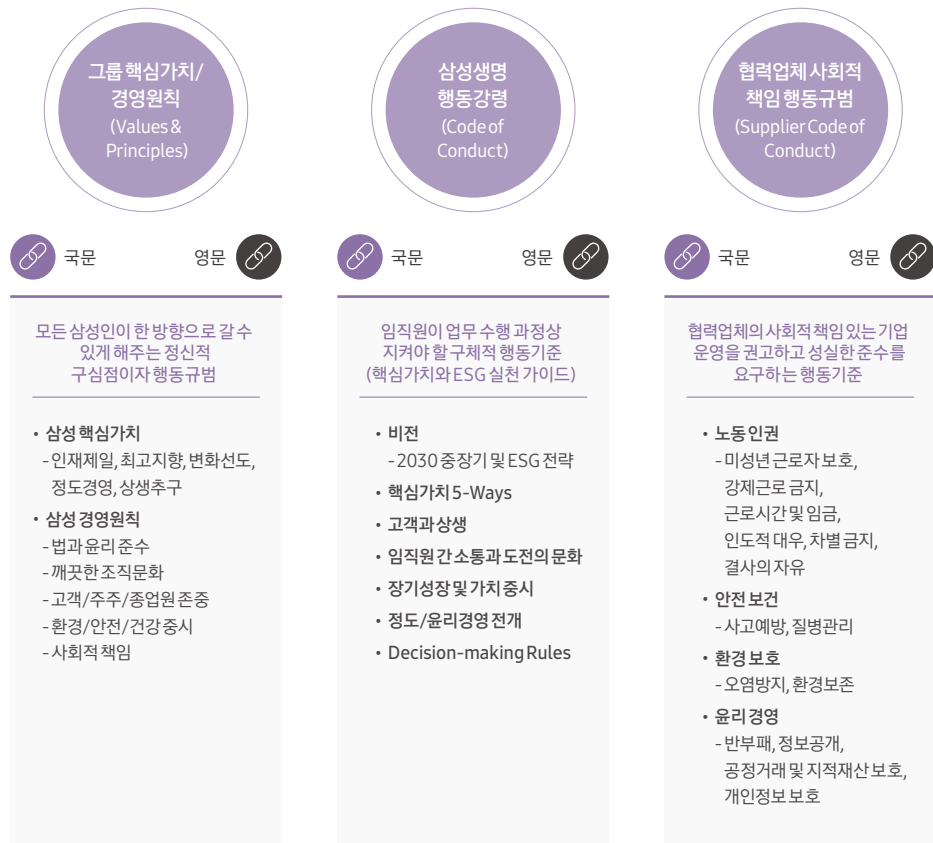 그룹 핵심가치/
경영원칙
(Values &
Principles)
국문
영문
모든 삼성인이 한 방향으로 갈 수
있게 해주는 정신적
구심점이자 행동규범
• 삼성 핵심가치
- 인재제일, 최고지향, 변화선도,
정도경영, 상생추구
• 삼성 경영원칙
- 법과 윤리 준수
- 깨끗한 조직문화
- 고객/주주/종업원 존중
- 환경/안전/건강 중시
- 사회적 책임
삼성생명
행동강령
(Code of
Conduct)
국문
영문
임직원이 업무 수행 과정상
지켜야 할 구체적 행동기준
(핵심가치와 ESG 실천 가이드)
• 비전
- 2030 중장기 및 ESG 전략
• 핵심가치 5-Ways
• 고객과 상생
• 임직원 간 소통과 도전의 문화
• 장기성장 및 가치 중시
• 정도/윤리경영 전개
• Decision-making Rules
협력업체 사회적
책임 행동규범
(Supplier Code of
Conduct)
국문
영문
협력업체의 사회적 책임 있는 기업
운영을 권고하고 성실한 준수를
요구하는 행동기준
• 노동 인권
- 미성년 근로자 보호,
강제근로 금지,
근로시간 및 임금,
인도적 대우, 차별 금지,
결사의 자유
• 안전 보건
- 사고예방, 질병관리
• 환경 보호
- 오염방지, 환경보존
• 윤리 경영
- 반부패, 정보공개,
공정거래 및 지적재산 보호,
개인정보 보호